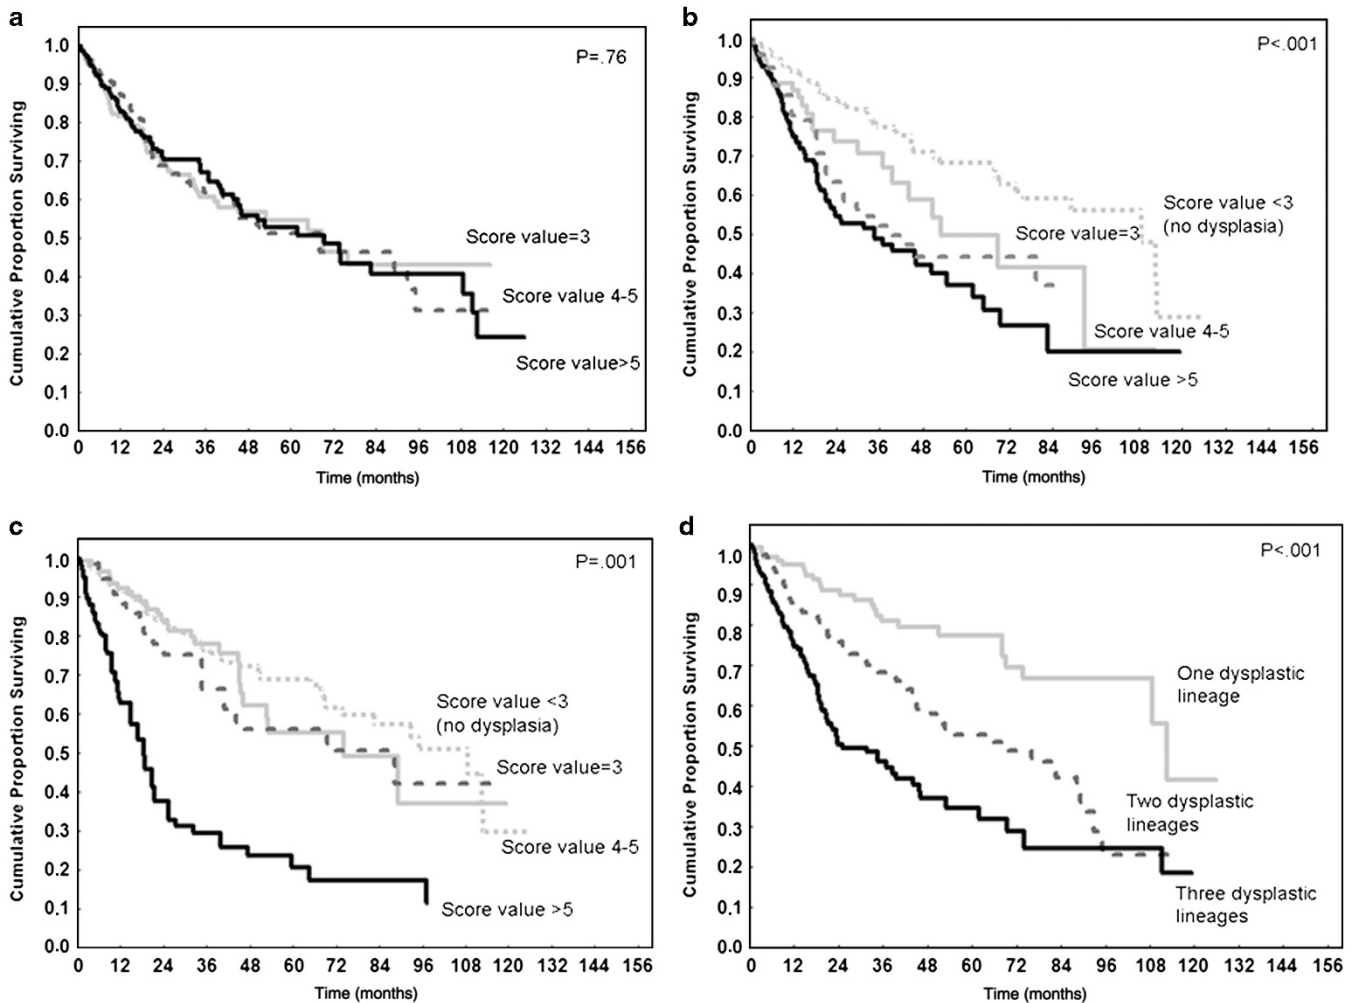 a
P=.76
Cumulative Proportion Surviving
1.0
0.9
0.8
0.7
0.6
0.5
0.4
0.3
0.2
0.1
0.0
Score value=3
Score value 4-5
Score value>5
0 12 24 36 48 60 72 84 96 108 120 132 144 156
Time (months)
b
P<.001
Cumulative Proportion Surviving
1.0
0.9
0.8
0.7
0.6
0.5
0.4
0.3
0.2
0.1
0.0
Score value <3
(no dysplasia)
Score value=3
Score value 4-5
Score value >5
0 12 24 36 48 60 72 84 96 108 120 132 144 156
Time (months)
c
P=.001
Cumulative Proportion Surviving
1.0
0.9
0.8
0.7
0.6
0.5
0.4
0.3
0.2
0.1
0.0
Score value <3
(no dysplasia)
Score value=3
Score value 4-5
Score value >5
0 12 24 36 48 60 72 84 96 108 120 132 144 156
Time (months)
d
P<.001
Cumulative Proportion Surviving
1.0
0.9
0.8
0.7
0.6
0.5
0.4
0.3
0.2
0.1
0.0
One dysplastic
lineage
Two dysplastic
lineages
Three dysplastic
lineages
0 12 24 36 48 60 72 84 96 108 120 132 144 156
Time (months)